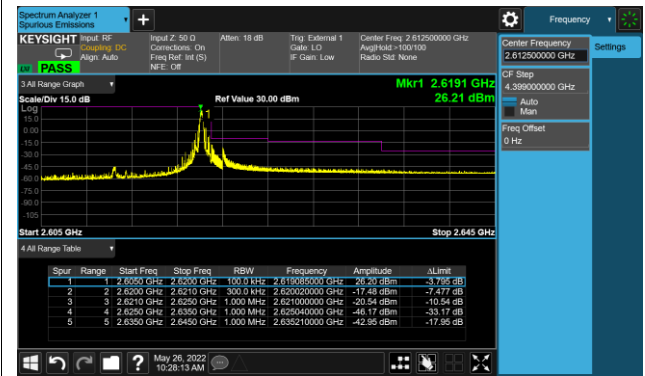 Spectrum Analyzer 1
Spurious Emissions
Frequency
KEYSIGHT
Input: RF
Coupling: DC
Align: Auto
Input Z: 50 Ω
Corrections: On
Freq Ref: Int (S)
NFE: Off
Atten: 18 dB
Trig: External 1
Gate: LO
IF Gain: Low
Center Freq: 2.612500000 GHz
Avg|Hold:>100/100
Radio Std: None
PASS
Center Frequency
2.612500000 GHz
Settings
CF Step
4.399000000 GHz
Auto
Man
Freq Offset
0 Hz
3 All Range Graph
Mkr1 2.6191 GHz
Scale/Div 15.0 dB
Ref Value 30.00 dBm
26.21 dBm
Log
1
15.0
0.00
-15.0
-30.0
-45.0
-60.0
-75.0
-90.0
-105
Start 2.605 GHz
Stop 2.645 GHz
4 All Range Table
Spur Range Start Freq Stop Freq RBW Frequency Amplitude ΔLimit
1 1 2.6050 GHz 2.6200 GHz 100.0 kHz 2.619085000 GHz 26.20 dBm -3.795 dB
2 2 2.6200 GHz 2.6210 GHz 300.0 kHz 2.620020000 GHz -17.48 dBm -7.477 dB
3 3 2.6210 GHz 2.6250 GHz 1.000 MHz 2.621000000 GHz -20.54 dBm -10.54 dB
4 4 2.6250 GHz 2.6350 GHz 1.000 MHz 2.625040000 GHz -46.17 dBm -33.17 dB
5 5 2.6350 GHz 2.6450 GHz 1.000 MHz 2.635210000 GHz -42.95 dBm -17.95 dB
May 26, 2022
10:28:13 AM